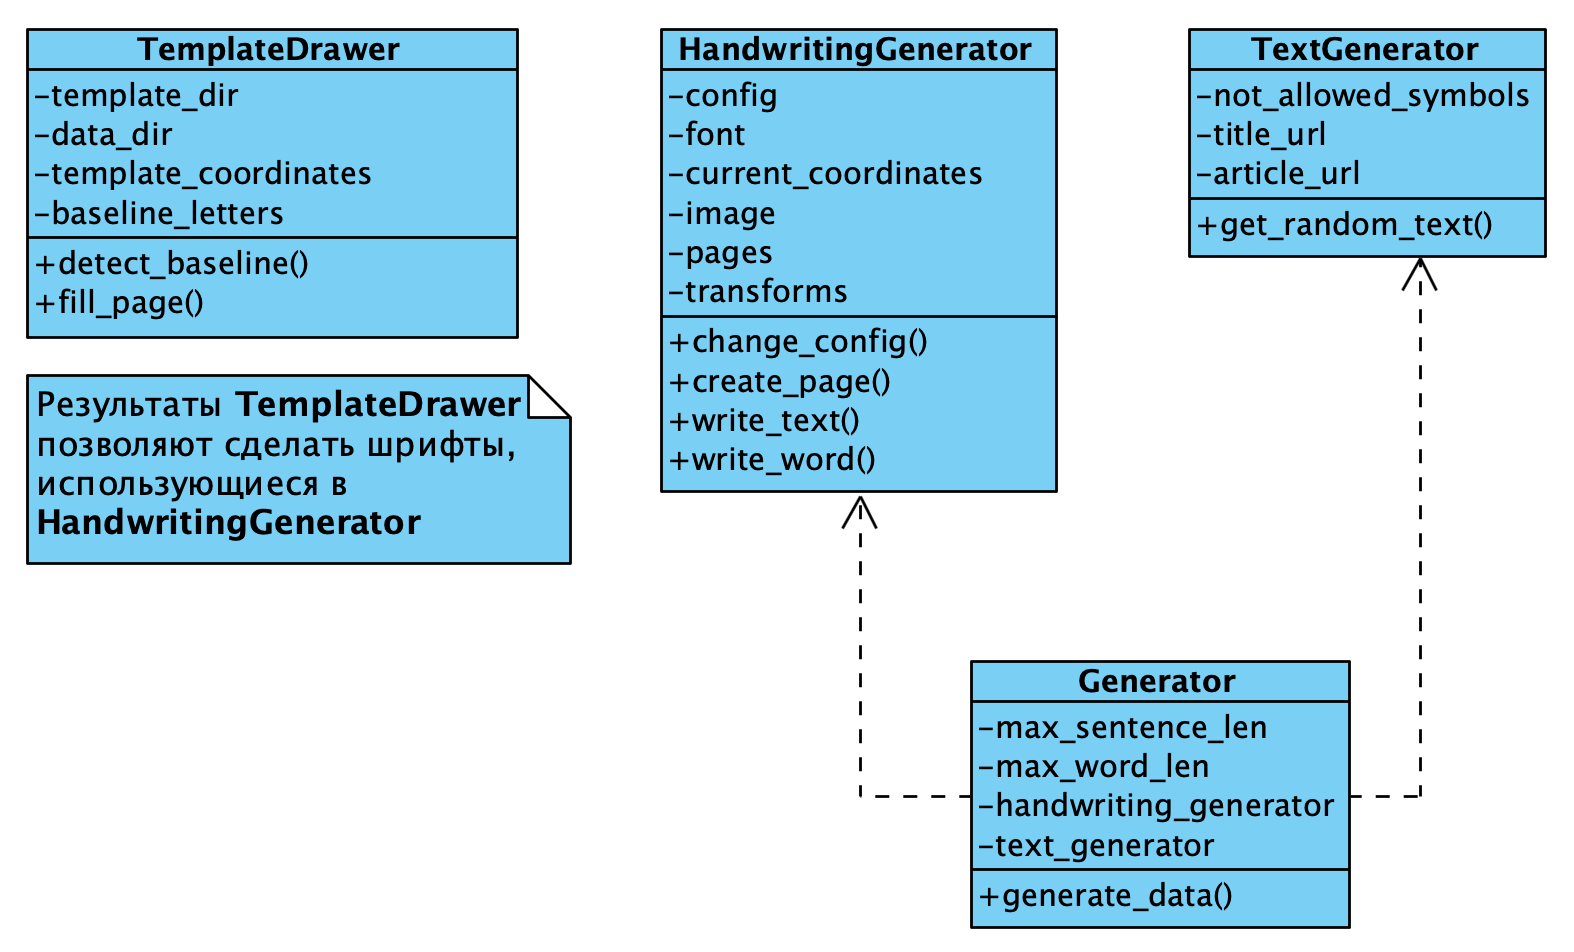 TemplateDrawer
-template_dir
-data_dir
-template_coordinates
-baseline_letters
+detect_baseline()
+fill_page()
Результаты TemplateDrawer
позволяют сделать шрифты,
использующиеся в
HandwritingGenerator
HandwritingGenerator
-config
-font
-current_coordinates
-image
-pages
-transforms
+change_config()
+create_page()
+write_text()
+write_word()
TextGenerator
-not_allowed_symbols
-title_url
-article_url
+get_random_text()
Generator
-max_sentence_len
-max_word_len
-handwriting_generator
-text_generator
+generate_data()